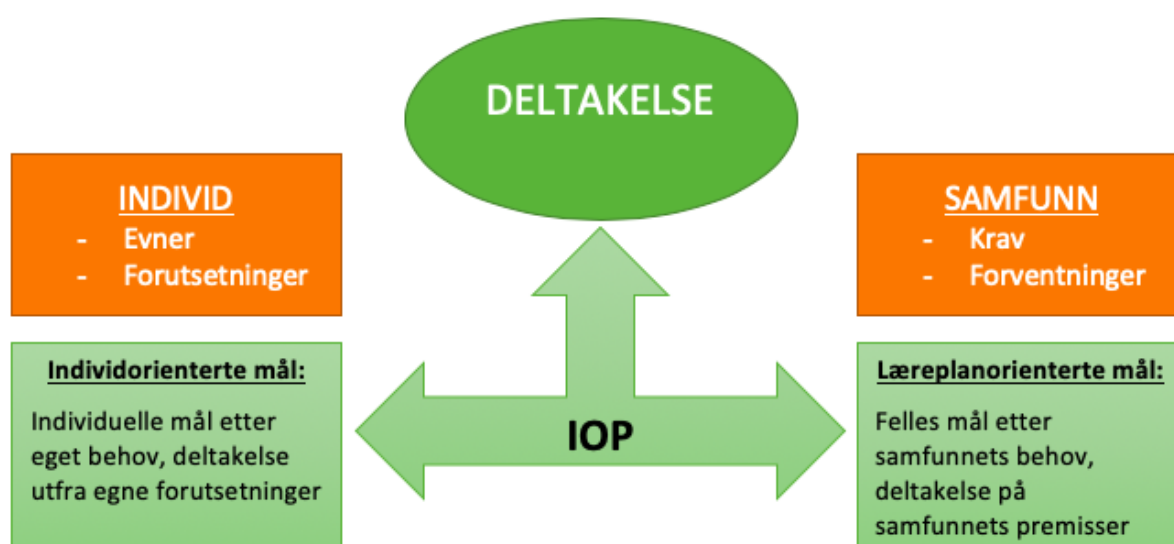 DELTAKELSE
INDIVID
- Evner
- Forutsetninger
SAMFUNN
- Krav
- Forventninger
Individorienterte mål:
Individuelle mål etter
eget behov, deltakelse
utfra egne forutsetninger
IOP
Læreplanorienterte mål:
Felles mål etter
samfunnets behov,
deltakelse på
samfunnets premisser